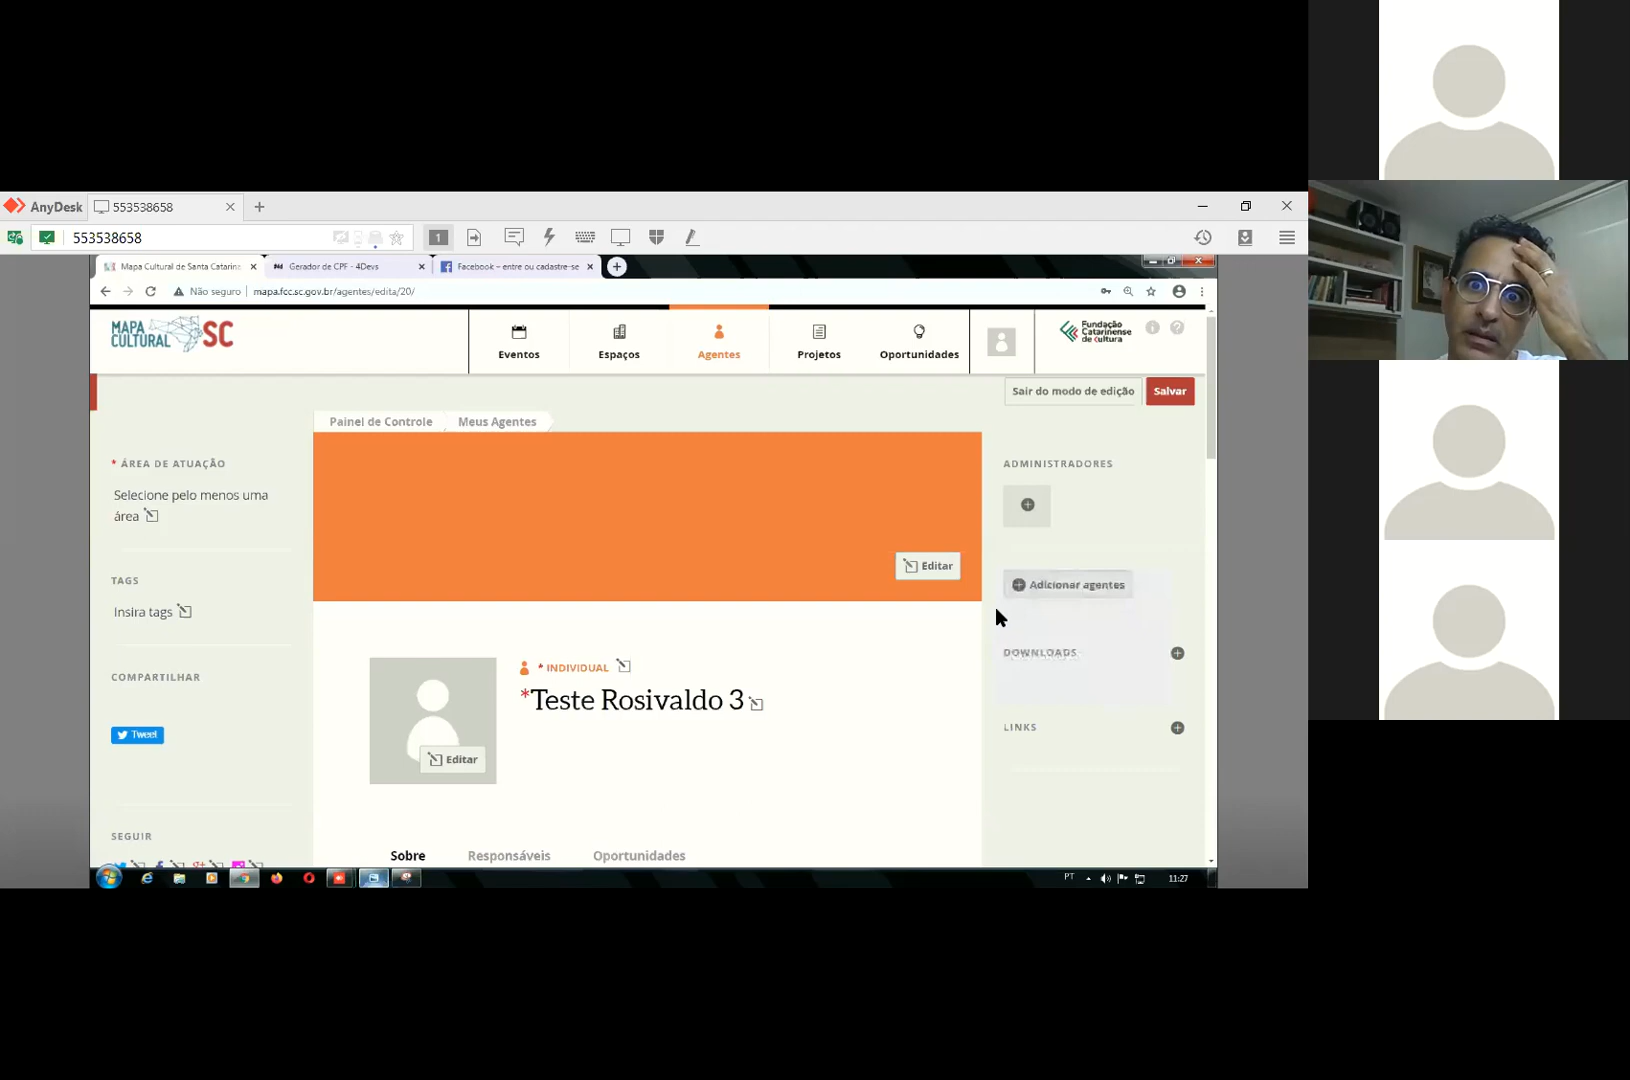 AnyDesk
553538658
553538658
1
Mapa Cultural de Santa Catarina
Gerador de CPF - 4Devs
Facebook – entre ou cadastre-se
Não seguro
mapa.fcc.sc.gov.br/agentes/edita/20/
MAPA
CULTURAL
SC
Eventos
Espaços
Agentes
Projetos
Oportunidades
Fundação
Catarinense
de cultura
Sair do modo de edição
Salvar
Painel de Controle
Meus Agentes
* ÁREA DE ATUAÇÃO
Selecione pelo menos uma
área
TAGS
Insira tags
COMPARTILHAR
Tweet
SEGUIR
Editar
Editar
* INDIVIDUAL
*Teste Rosivaldo 3
Sobre
Responsáveis
Oportunidades
ADMINISTRADORES
Adicionar agentes
DOWNLOADS
LINKS
PT
11:27